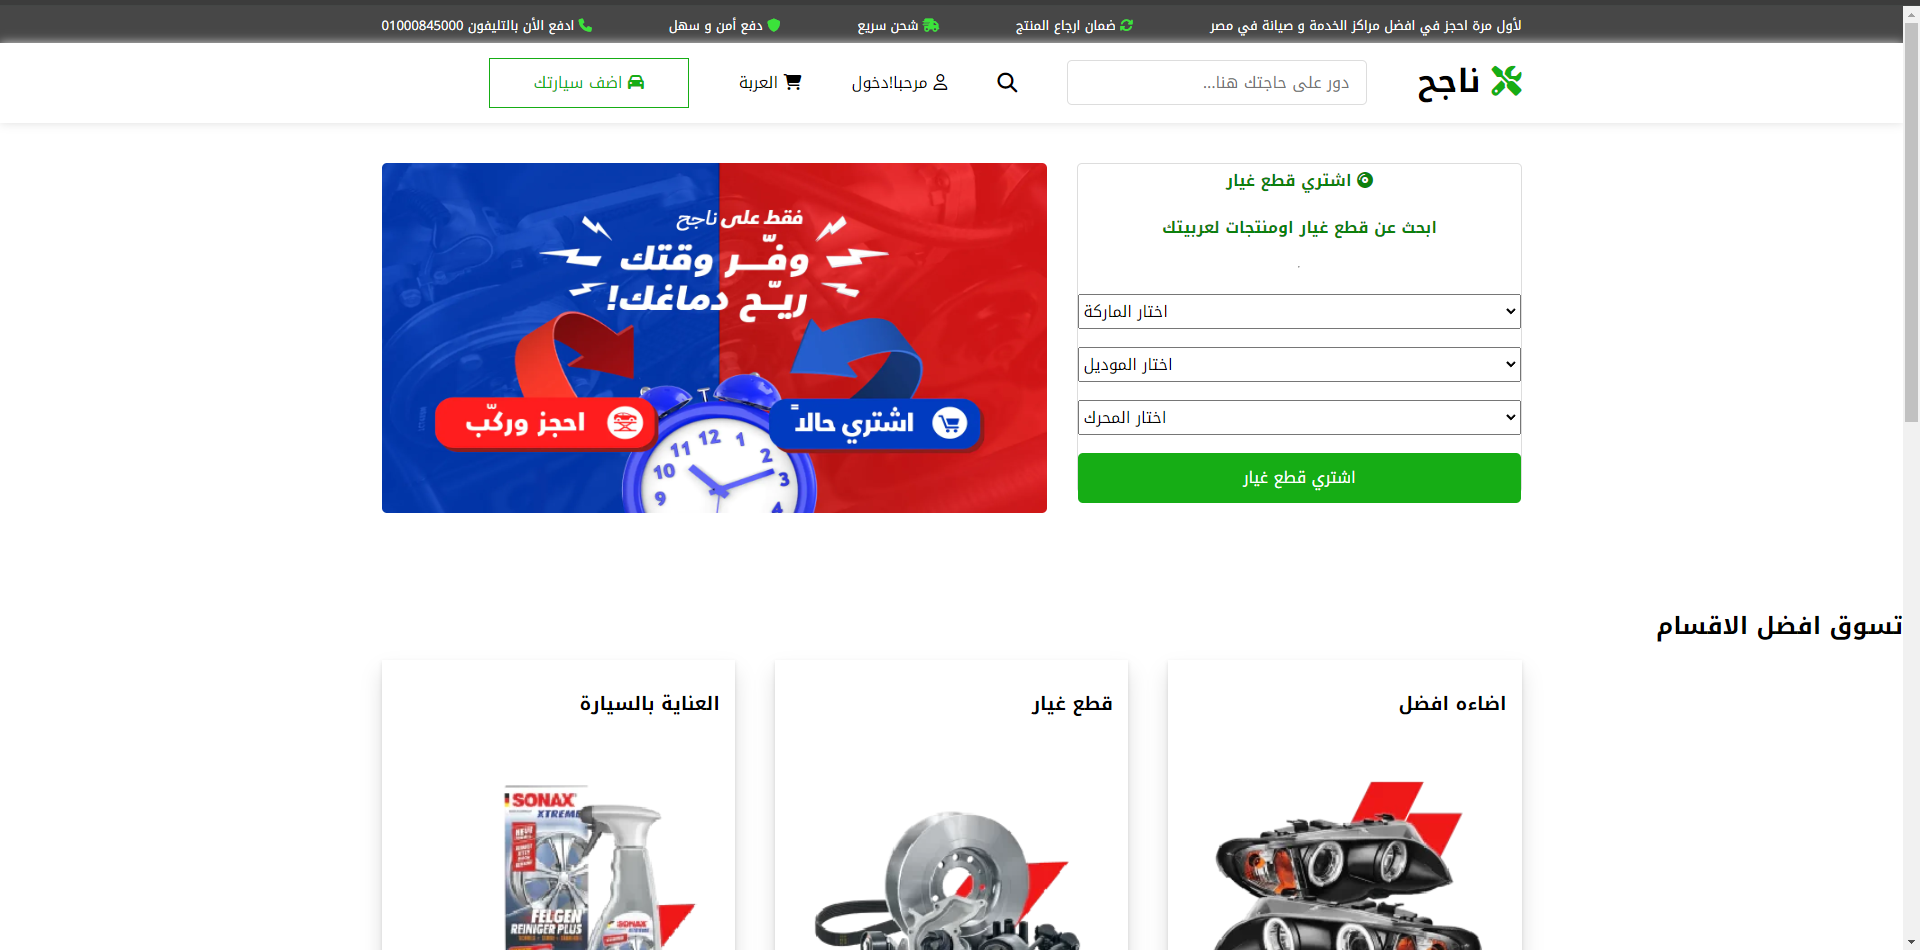 لأول مرة احجز في افضل مراكز الخدمة و صيانة في مصر
ضمان ارجاع المنتج
شحن سريع
دفع أمن و سهل
ادفع الأن بالتليفون 01000845000
ناجح
دور على حاجتك هنا...
مرحبا!دخول
العربة
اضف سيارتك
اشتري قطع غيار
ابحث عن قطع غيار اومنتجات لعربيتك
.
اختار الماركة
اختار الموديل
اختار المحرك
اشتري قطع غيار
فقط على ناجح
وفّـر وقتك
ريـّح دماغك!
اشتري حالاً
احجز وركّب
12
1
2
3
4
11
10
9
تسوق افضل الاقسام
اضاءه افضل
قطع غيار
العناية بالسيارة
SONAX
XTREME
FELGEN
REINIGER PLUS
SONAX